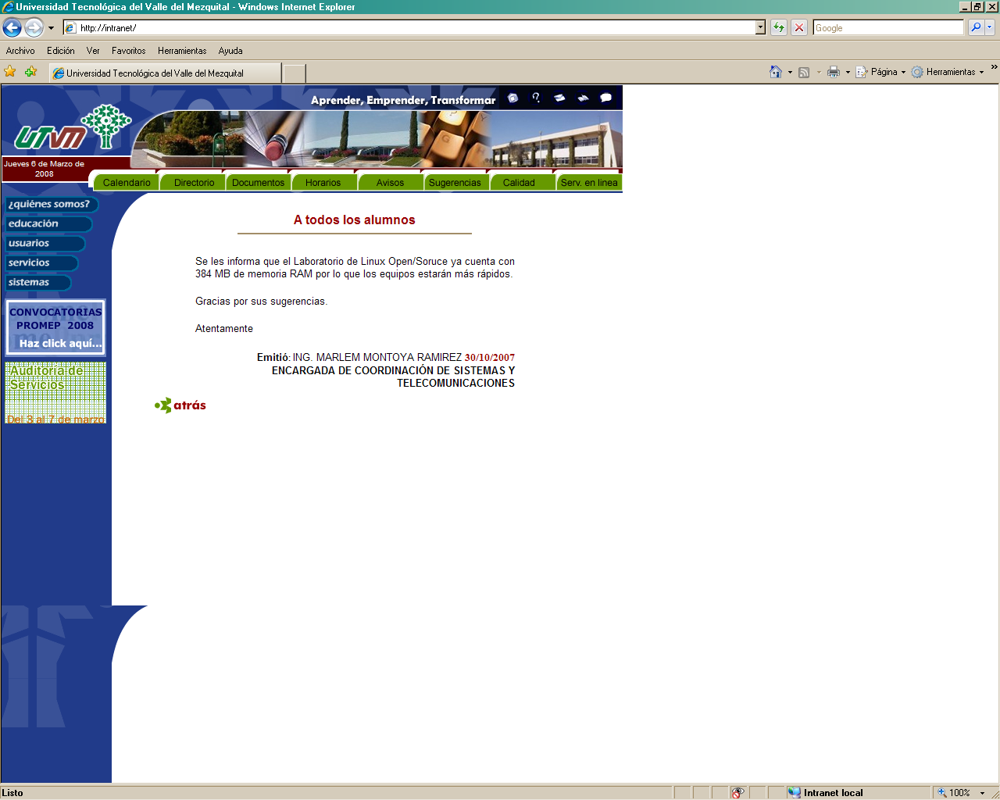 Universidad Tecnológica del Valle del Mezquital - Windows Internet Explorer
http://intranet/
Google
Archivo Edición Ver Favoritos Herramientas Ayuda
Universidad Tecnológica del Valle del Mezquital
Página Herramientas »
Aprender, Emprender, Transformar
UTVM
Jueves 6 de Marzo de
2008
Calendario Directorio Documentos Horarios Avisos Sugerencias Calidad Serv. en linea
¿quiénes somos?
educación
usuarios
servicios
sistemas
CONVOCATORIAS
PROMEP 2008
Haz click aquí...
Auditoría de
Servicios
Del 3 al 7 de marzo
A todos los alumnos
Se les informa que el Laboratorio de Linux Open/Soruce ya cuenta con
384 MB de memoria RAM por lo que los equipos estarán más rápidos.
Gracias por sus sugerencias.
Atentamente
Emitió: ING. MARLEM MONTOYA RAMIREZ 30/10/2007
ENCARGADA DE COORDINACIÓN DE SISTEMAS Y
TELECOMUNICACIONES
atrás
Listo
Intranet local
100%